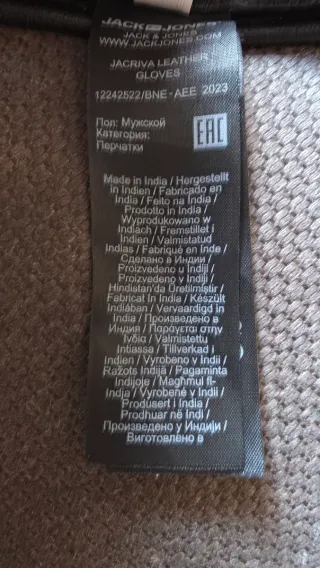 JACK & JONES
JACK & JONES
WWW.JACKJONES.COM
JACRIVA LEATHER
GLOVES
12242522/BNE - AEE 2023
Пол: Мужской
Категория:
Перчатки
EAC
Made in India / Hergestellt
in Indien / Fabricado en
India / Feito na Índia /
Prodotto in India /
Wyprodukowano w
Indiach / Fremstillet i
Indien / Valmistatud
Indias / Fabriqué en Inde /
Сделано в Индии /
Proizvedeno u Indiji /
Proizvedeno v Indiji /
Hindistan'da Üretilmiştir /
Fabricat în India / Készült
Indiában / Vervaardigd in
India / Произведено в
Индия / Παράγεται στην
Ινδία / Valmistettu
Intiassa / Tillverkad i
Indien / Vyrobeno v Indii /
Ražots Indijā / Pagaminta
Indijoje / Maghmul fl-
Indja / Vyrobené v Indii /
Produsert i India /
Prodhuar në Indi /
Произведено у Индији /
Виготовлено в